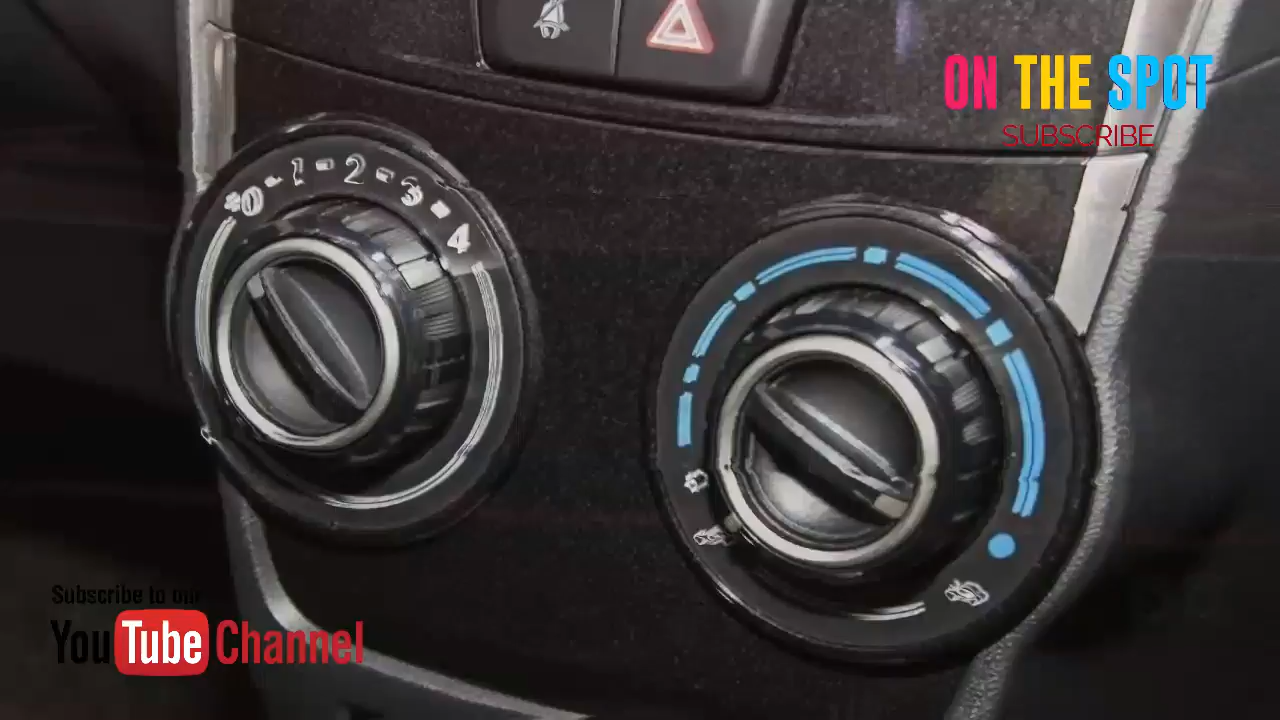 ON THE SPOT
SUBSCRIBE
0 - 1 - 2 - 3 - 4
Subscribe to our
YouTube Channel